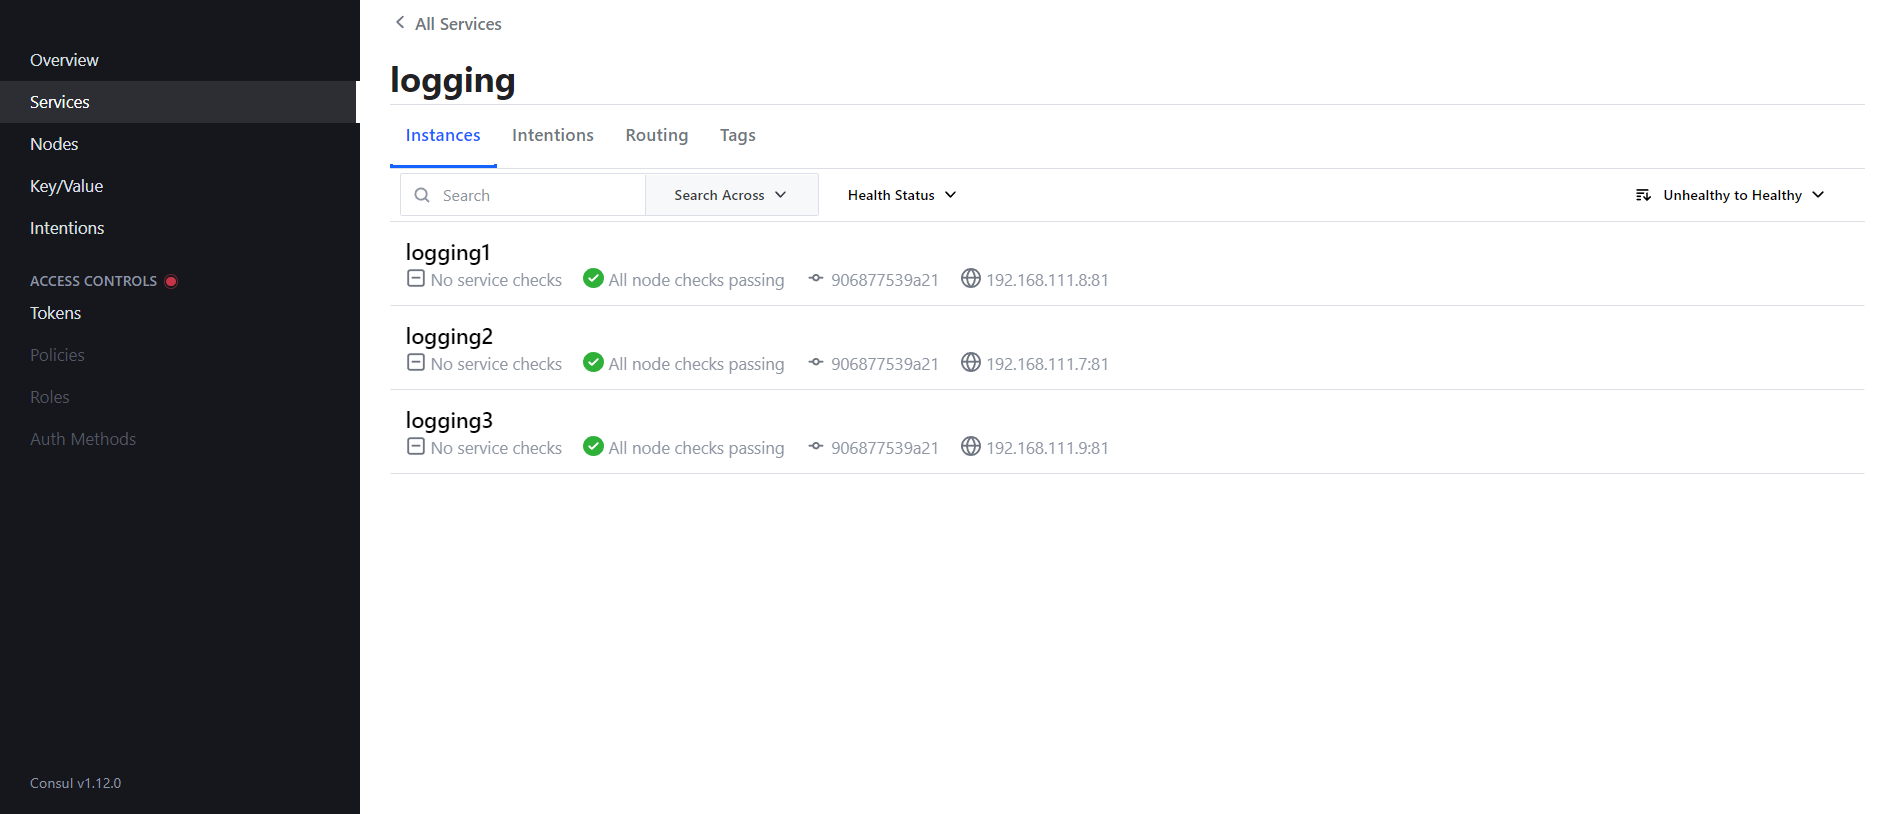 Overview
Services
Nodes
Key/Value
Intentions
ACCESS CONTROLS
Tokens
Policies
Roles
Auth Methods
Consul v1.12.0
All Services
logging
Instances Intentions Routing Tags
Search Search Across Health Status Unhealthy to Healthy
logging1
No service checks All node checks passing 906877539a21 192.168.111.8:81
logging2
No service checks All node checks passing 906877539a21 192.168.111.7:81
logging3
No service checks All node checks passing 906877539a21 192.168.111.9:81